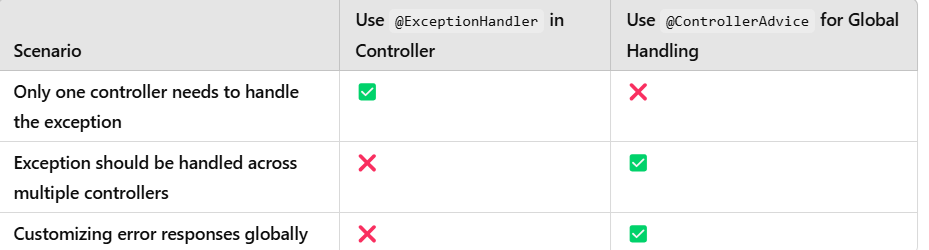 Scenario
Use @ExceptionHandler in
Controller
Use @ControllerAdvice for Global
Handling
Only one controller needs to handle
the exception
✅
❌
Exception should be handled across
multiple controllers
❌
✅
Customizing error responses globally
❌
✅